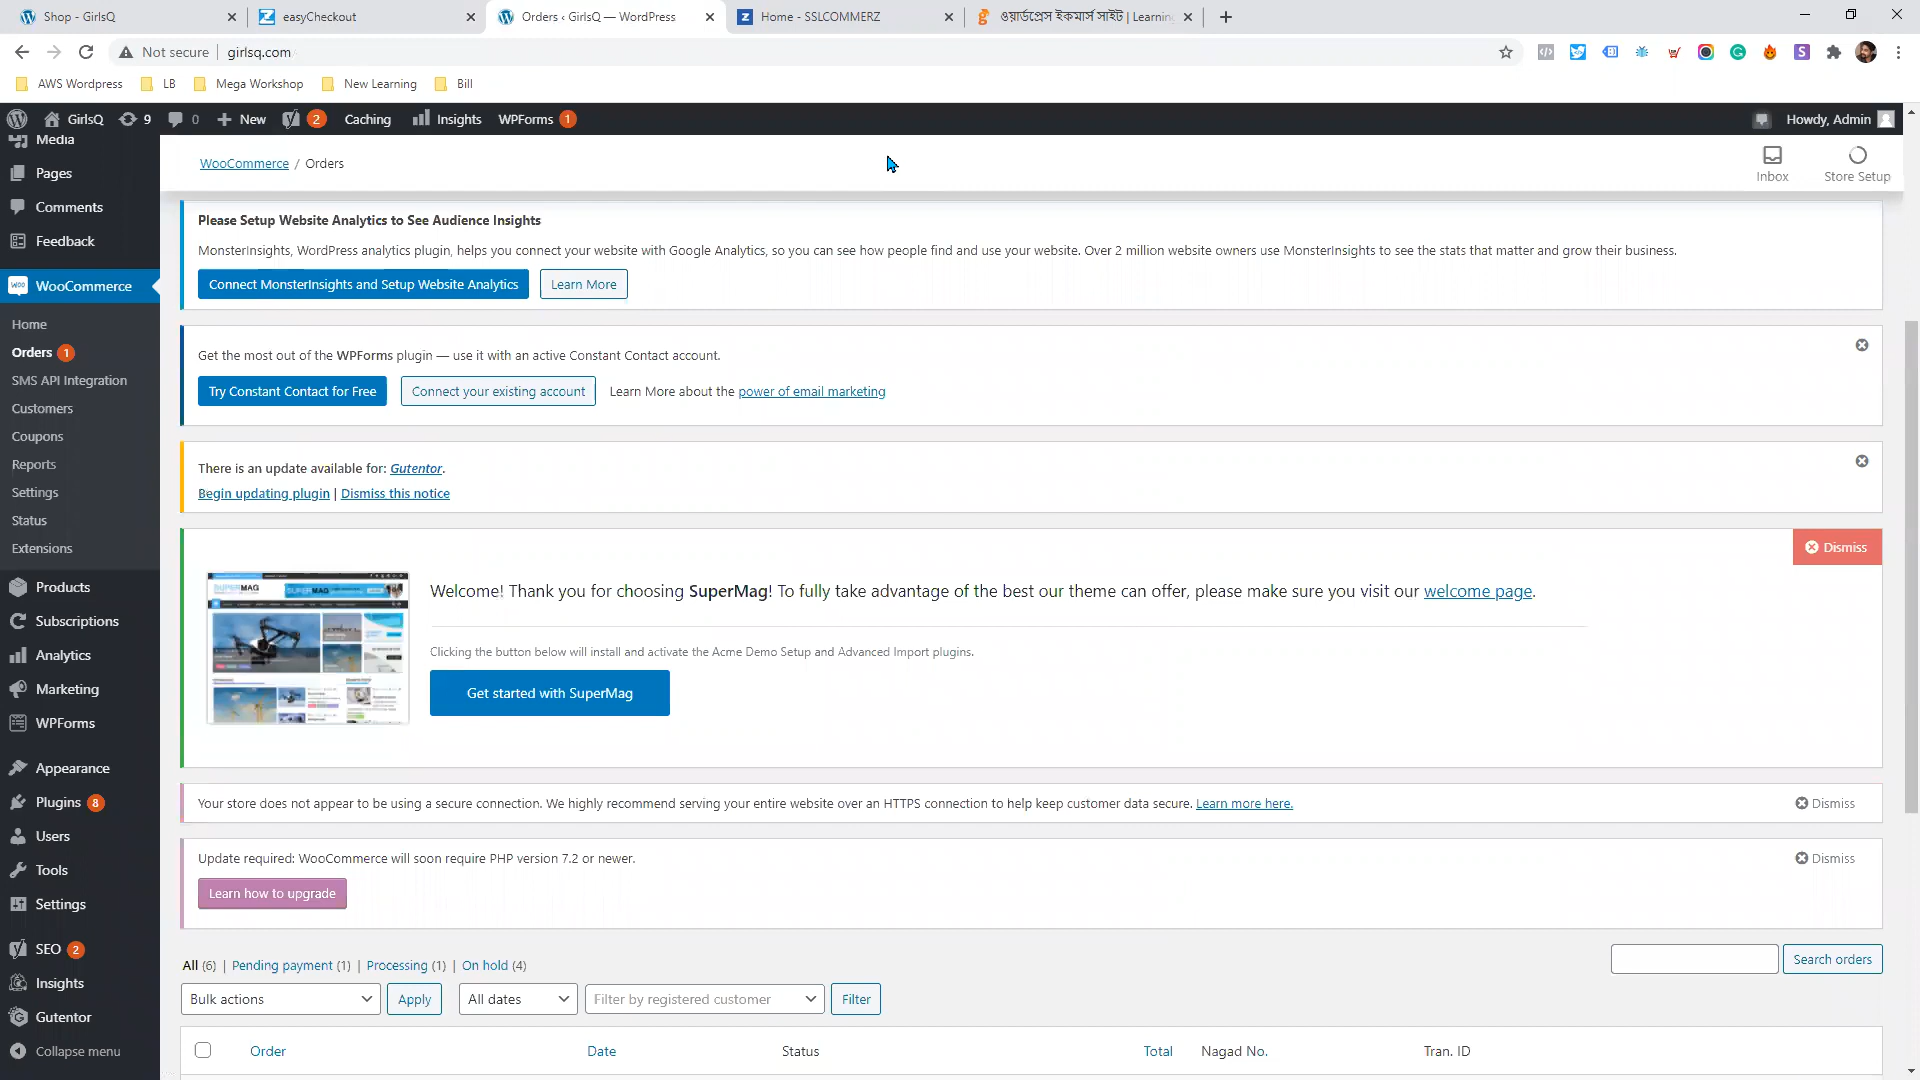 Shop - GirlsQ
easyCheckout
Orders ‹ GirlsQ — WordPress
Home - SSLCOMMERZ
ওয়ার্ডপ্রেস ইকমার্স সাইট | Learnin
Not secure
girlsq.com
AWS Wordpress
LB
Mega Workshop
New Learning
Bill
GirlsQ
9
0
New
2
Caching
Insights
WPForms 1
Howdy, Admin
Media
Pages
Comments
Feedback
WooCommerce
Home
Orders 1
SMS API Integration
Customers
Coupons
Reports
Settings
Status
Extensions
Products
Subscriptions
Analytics
Marketing
WPForms
Appearance
Plugins 8
Users
Tools
Settings
SEO 2
Insights
Gutentor
Collapse menu
WooCommerce / Orders
Inbox
Store Setup
Please Setup Website Analytics to See Audience Insights
MonsterInsights, WordPress analytics plugin, helps you connect your website with Google Analytics, so you can see how people find and use your website. Over 2 million website owners use MonsterInsights to see the stats that matter and grow their business.
Connect MonsterInsights and Setup Website Analytics
Learn More
Get the most out of the WPForms plugin — use it with an active Constant Contact account.
Try Constant Contact for Free
Connect your existing account
Learn More about the power of email marketing
There is an update available for: Gutentor.
Begin updating plugin | Dismiss this notice
Dismiss
SUPERMAG
Welcome! Thank you for choosing SuperMag! To fully take advantage of the best our theme can offer, please make sure you visit our welcome page.
Clicking the button below will install and activate the Acme Demo Setup and Advanced Import plugins.
Get started with SuperMag
Your store does not appear to be using a secure connection. We highly recommend serving your entire website over an HTTPS connection to help keep customer data secure. Learn more here.
Dismiss
Update required: WooCommerce will soon require PHP version 7.2 or newer.
Dismiss
Learn how to upgrade
All (6) | Pending payment (1) | Processing (1) | On hold (4)
Search orders
Bulk actions
Apply
All dates
Filter by registered customer
Filter
Order
Date
Status
Total
Nagad No.
Tran. ID